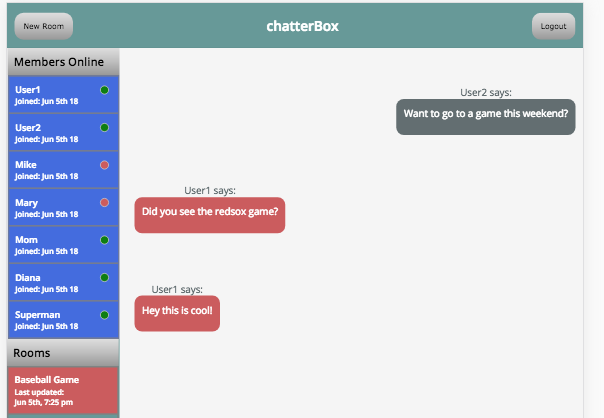 New Room
chatterBox
Logout
Members Online
User1
Joined: Jun 5th 18
User2
Joined: Jun 5th 18
Mike
Joined: Jun 5th 18
Mary
Joined: Jun 5th 18
Mom
Joined: Jun 5th 18
Diana
Joined: Jun 5th 18
Superman
Joined: Jun 5th 18
Rooms
Baseball Game
Last updated:
Jun 5th, 7:25 pm
User2 says:
Want to go to a game this weekend?
User1 says:
Did you see the redsox game?
User1 says:
Hey this is cool!